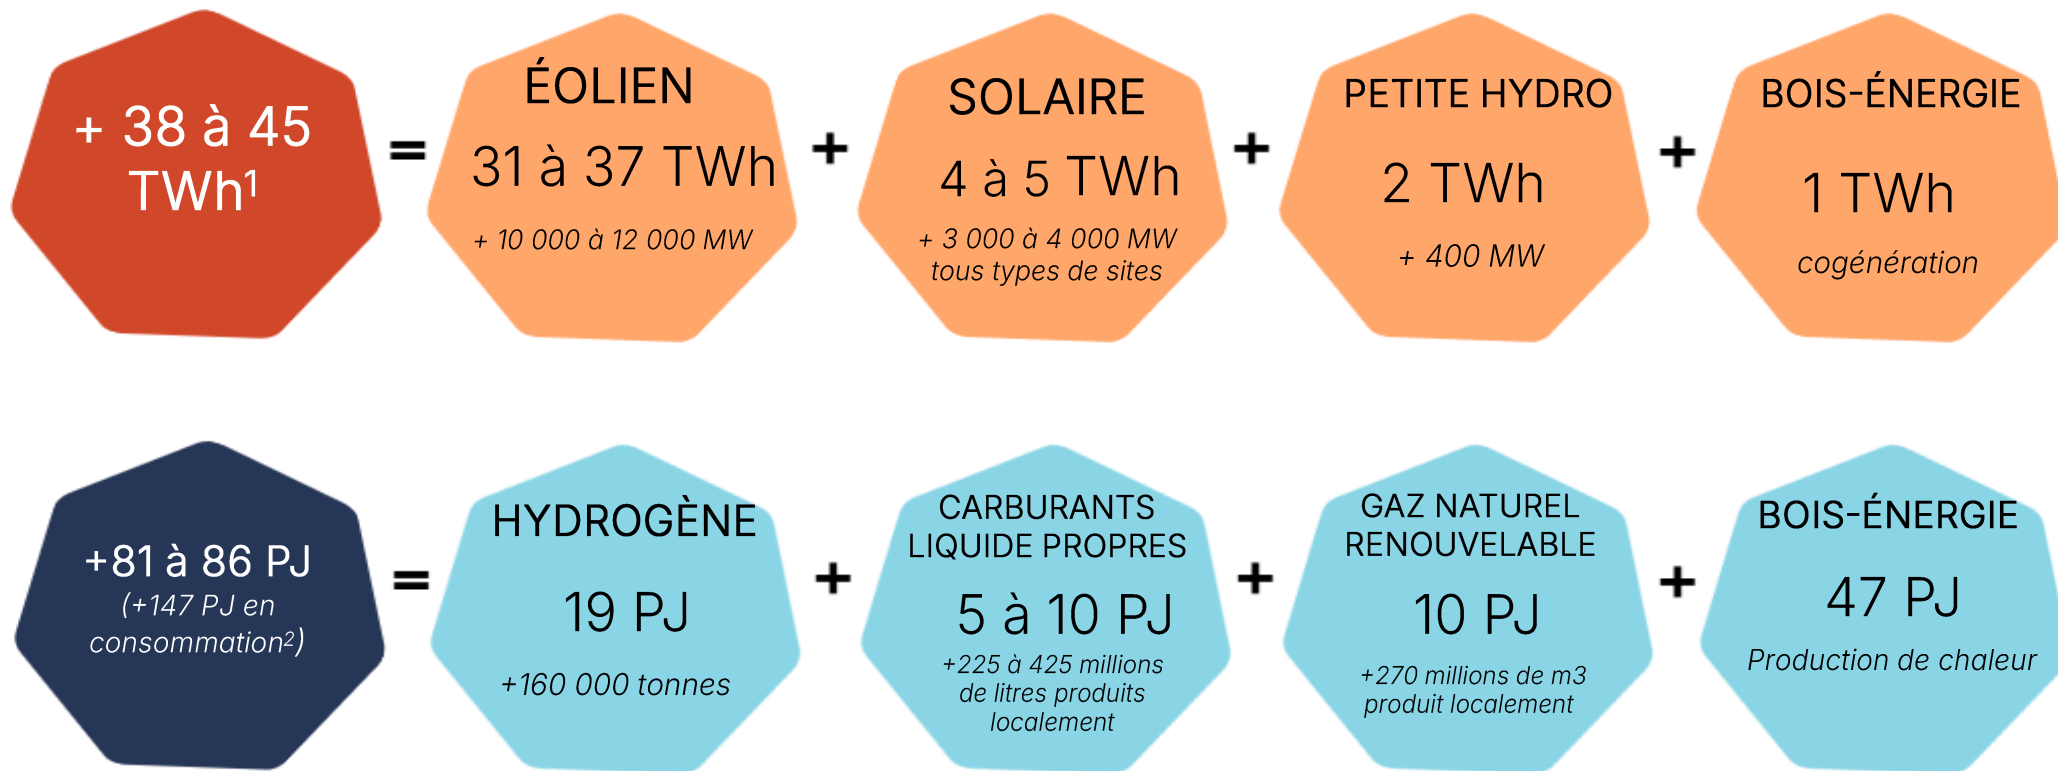 + 38 à 45
TWh¹
=
ÉOLIEN
31 à 37 TWh
+ 10 000 à 12 000 MW
+
SOLAIRE
4 à 5 TWh
+ 3 000 à 4 000 MW
tous types de sites
+
PETITE HYDRO
2 TWh
+ 400 MW
+
BOIS-ÉNERGIE
1 TWh
cogénération
+81 à 86 PJ
(+147 PJ en
consommation²)
=
HYDROGÈNE
19 PJ
+160 000 tonnes
+
CARBURANTS
LIQUIDE PROPRES
5 à 10 PJ
+225 à 425 millions
de litres produits
localement
+
GAZ NATUREL
RENOUVELABLE
10 PJ
+270 millions de m3
produit localement
+
BOIS-ÉNERGIE
47 PJ
Production de chaleur